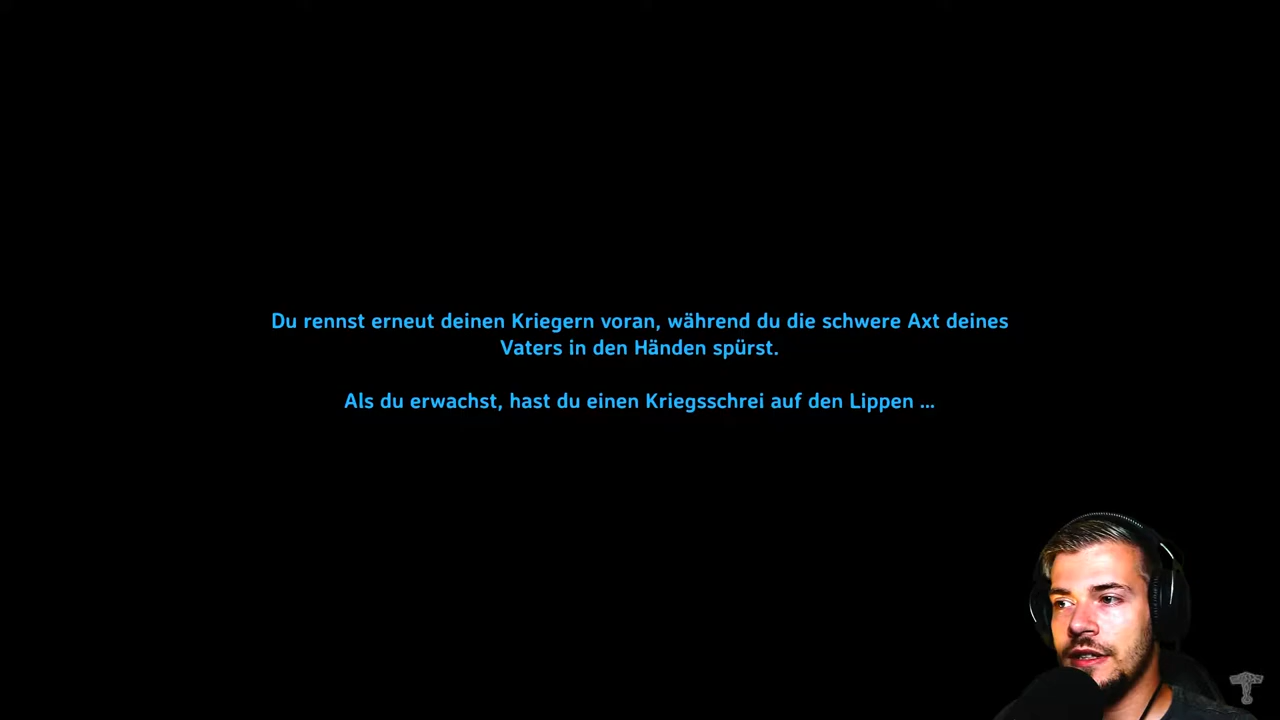 Du rennst erneut deinen Kriegern voran, während du die schwere Axt deines
Vaters in den Händen spürst.
Als du erwachst, hast du einen Kriegsschrei auf den Lippen ...